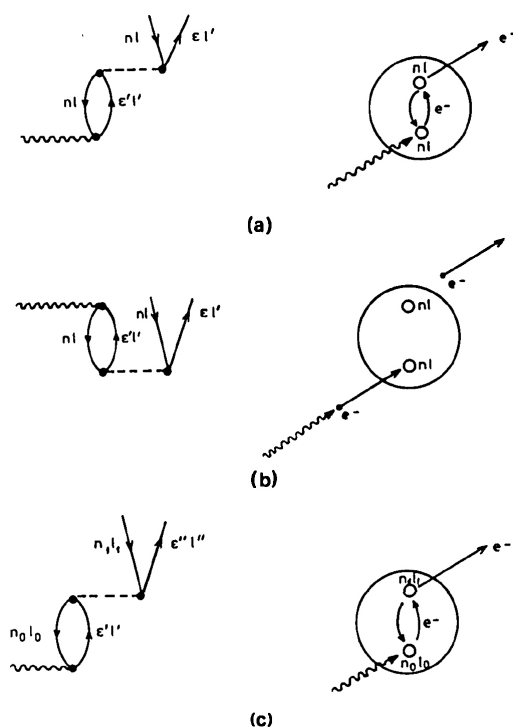 nl εl'
nl ε'l'
nl e⁻
e⁻
nl
(a)
nl ε'l' nl εl'
e⁻
nl
nl
e⁻
(b)
n₁l₁ ε"l"
n₀l₀ ε'l'
n₁l₁ e⁻
e⁻
n₀l₀
(c)